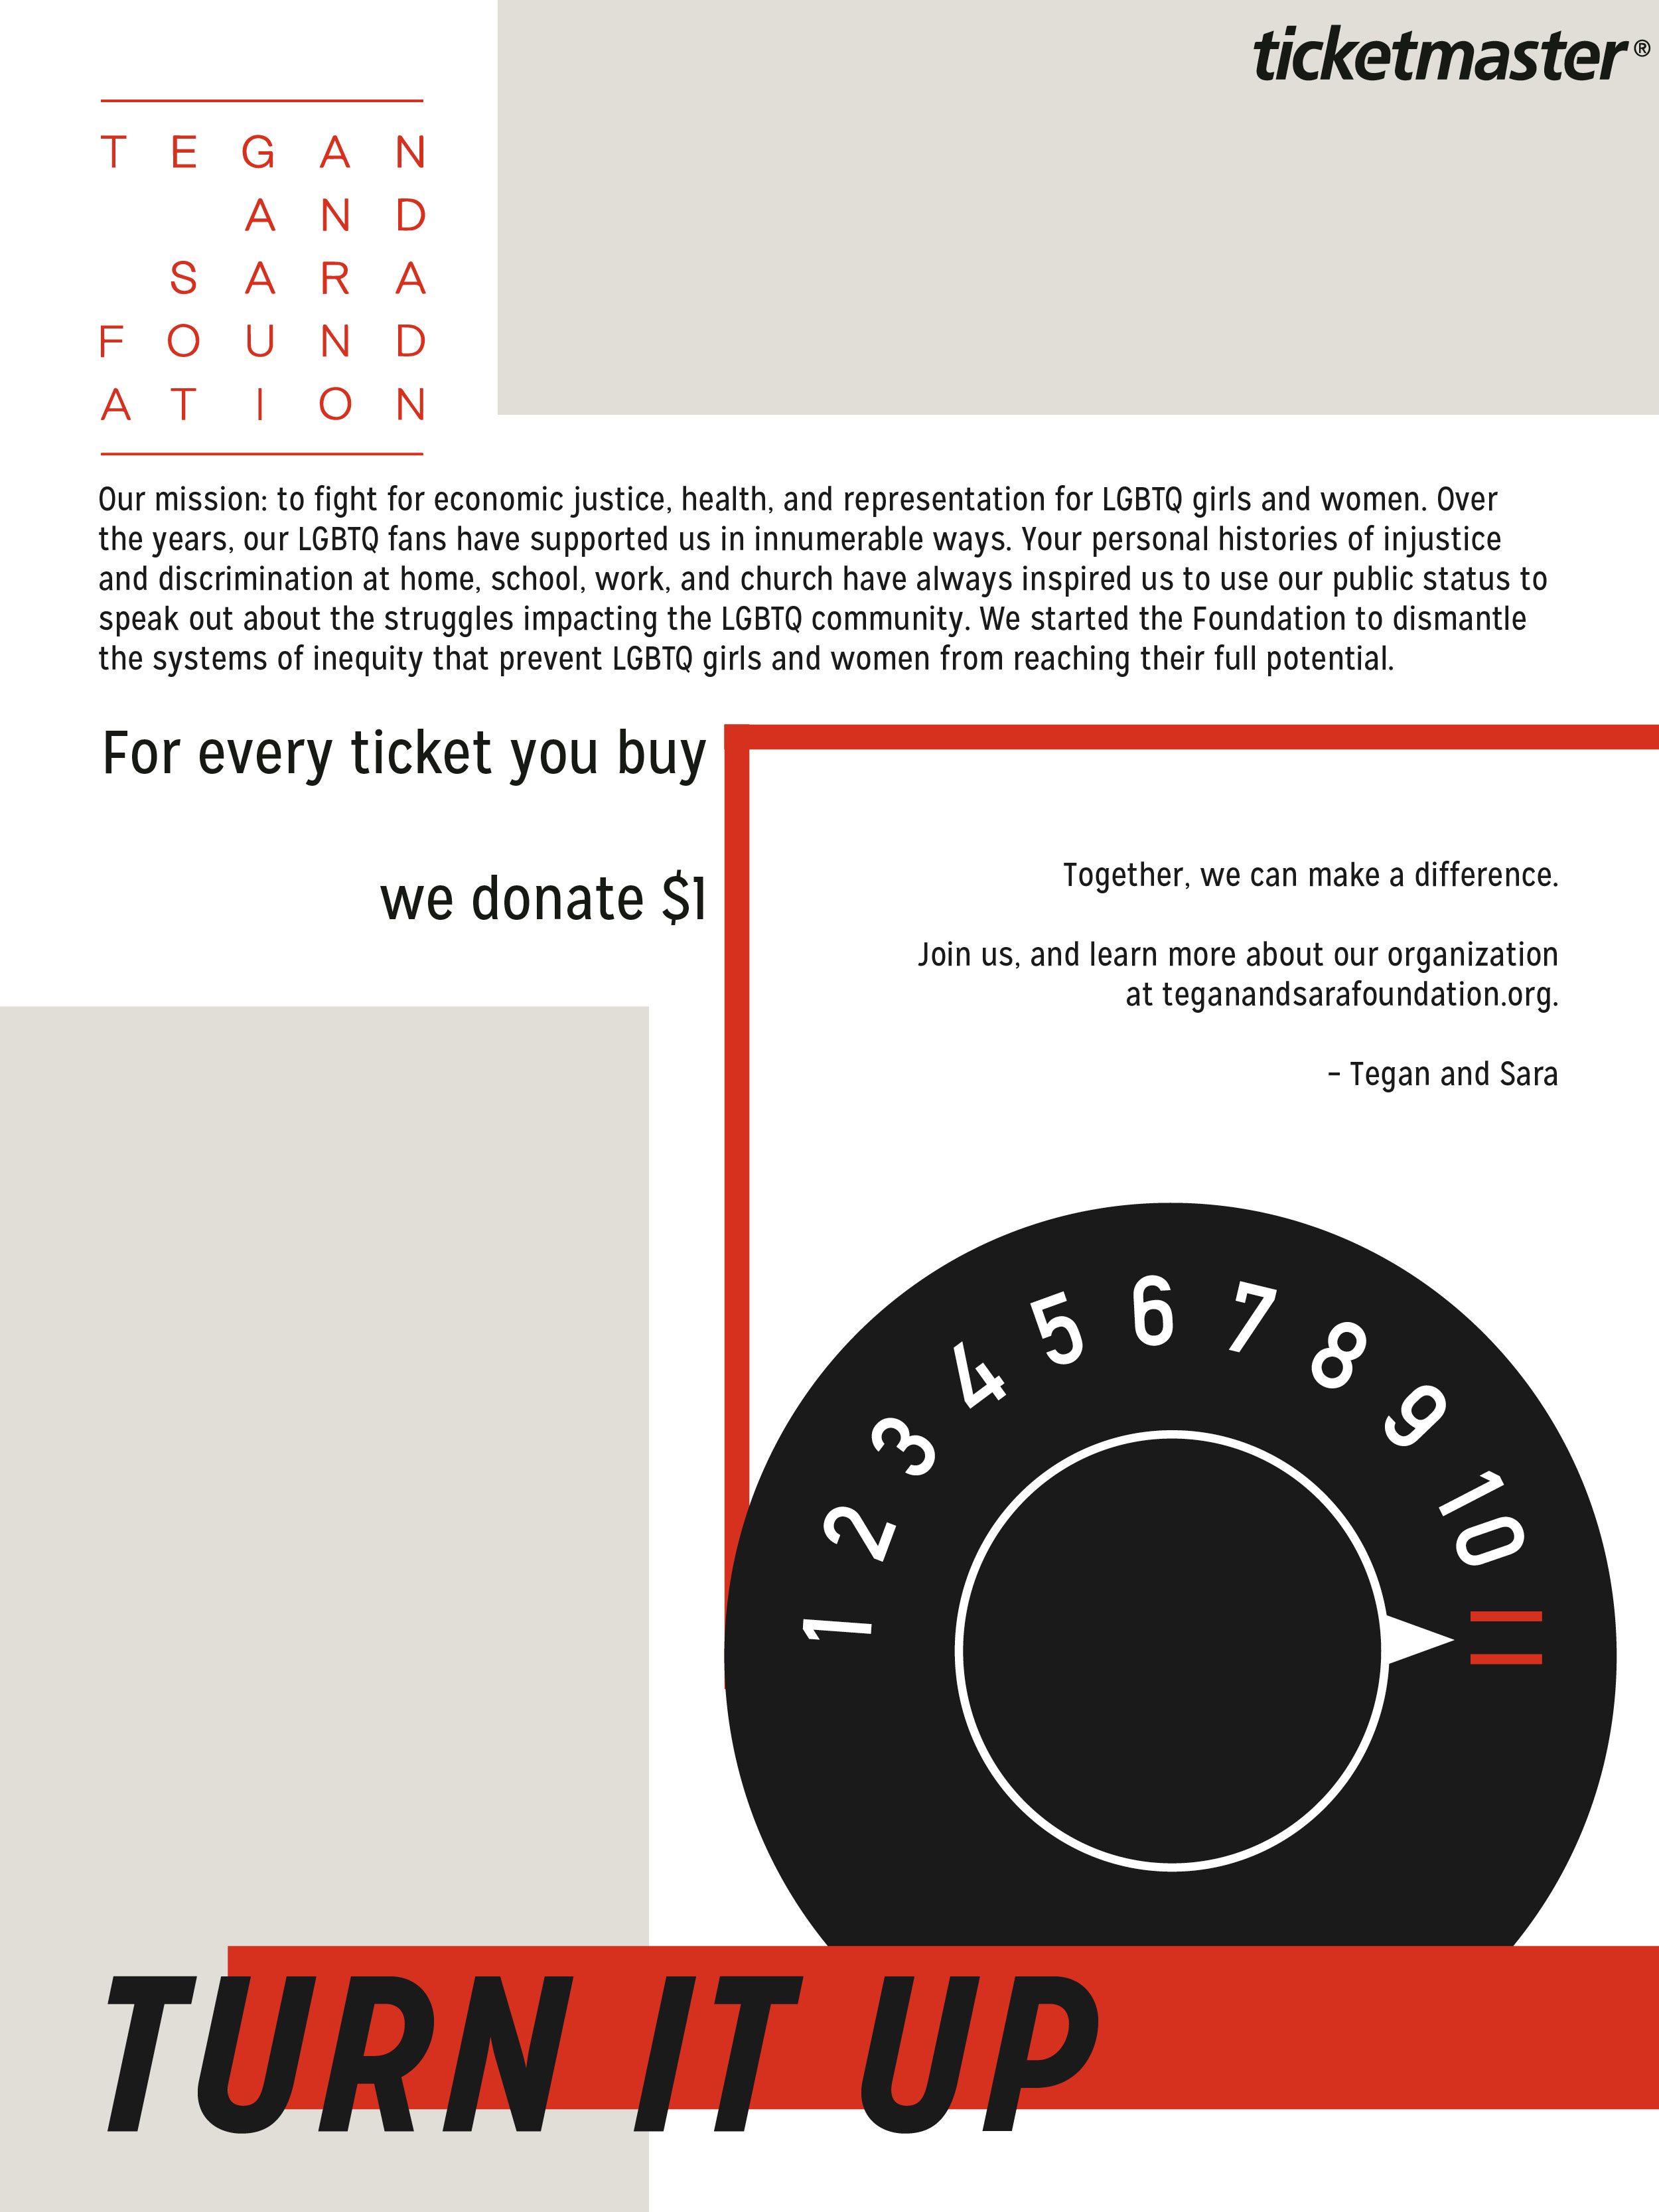 ticketmaster®
TEGAN
AND
SARA
FOUND
ATION
Our mission: to fight for economic justice, health, and representation for LGBTQ girls and women. Over
the years, our LGBTQ fans have supported us in innumerable ways. Your personal histories of injustice
and discrimination at home, school, work, and church have always inspired us to use our public status to
speak out about the struggles impacting the LGBTQ community. We started the Foundation to dismantle
the systems of inequity that prevent LGBTQ girls and women from reaching their full potential.
For every ticket you buy
we donate $1
Together, we can make a difference.
Join us, and learn more about our organization
at teganandsarafoundation.org.
– Tegan and Sara
1 2 3 4 5 6 7 8 9 10 11
TURN IT UP